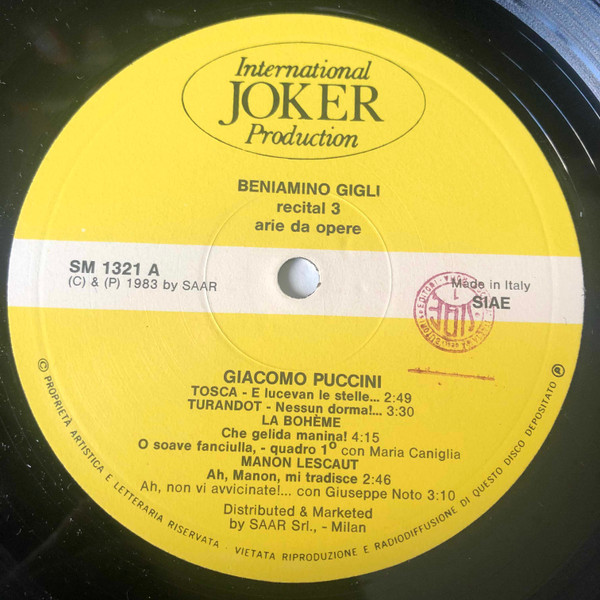 International
JOKER
Production
BENIAMINO GIGLI
recital 3
arie da opere
SM 1321 A
(C) & (P) 1983 by SAAR
Made in Italy
SIAE
GIACOMO PUCCINI
TOSCA - E lucevan le stelle... 2:49
TURANDOT - Nessun dorma!... 3:30
LA BOHÈME
Che gelida manina! 4:15
O soave fanciulla, - quadro 1º con Maria Caniglia
MANON LESCAUT
Ah, Manon, mi tradisce 2:46
Ah, non vi avvicinate!... con Giuseppe Noto 3:10
Distributed & Marketed
by SAAR Srl., - Milan
© PROPRIETÀ ARTISTICA E LETTERARIA RISERVATA - VIETATA RIPRODUZIONE E RADIODIFFUSIONE DI QUESTO DISCO DEPOSITATO Ⓟ